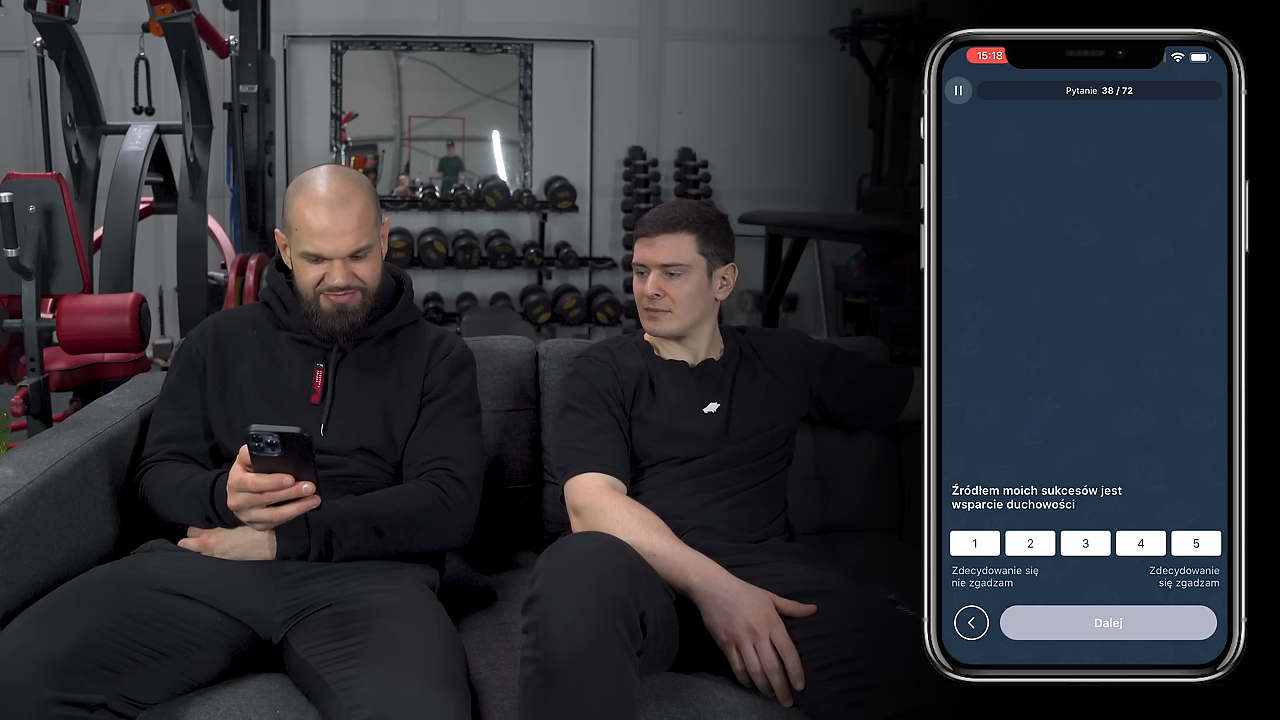 15:18
Pytanie 38 / 72
Źródłem moich sukcesów jest
wsparcie duchowości
1 2 3 4 5
Zdecydowanie się
nie zgadzam
Zdecydowanie
się zgadzam
Dalej